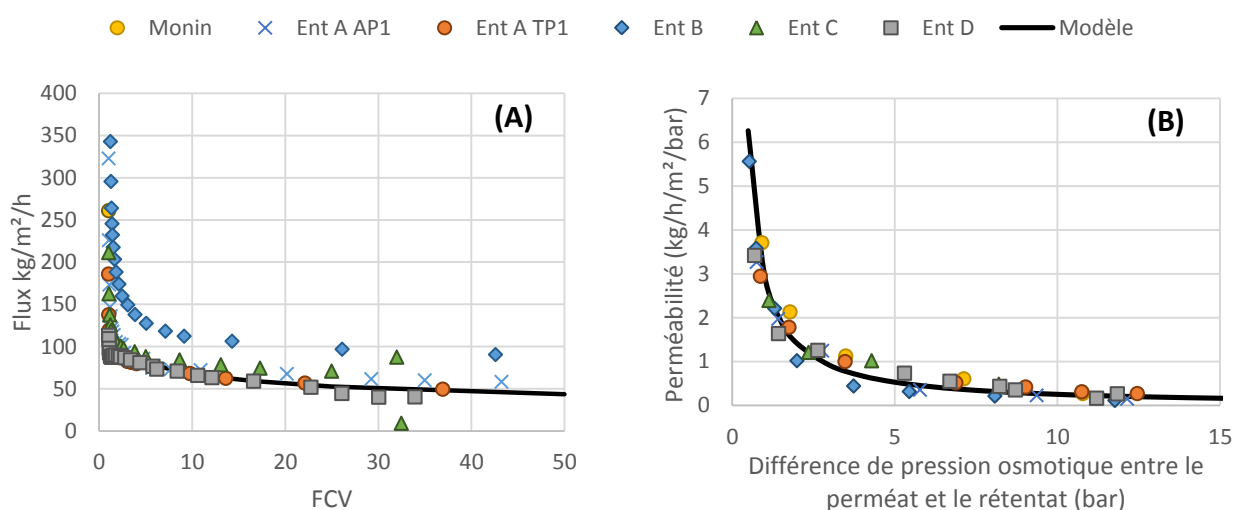 Monin Ent A AP1 Ent A TP1 Ent B Ent C Ent D Modèle
(A)
Flux kg/m²/h
400
350
300
250
200
150
100
50
0
0 10 20 30 40 50
FCV
(B)
Perméabilité (kg/h/m²/bar)
7
6
5
4
3
2
1
0
0 5 10 15
Différence de pression osmotique entre le
perméat et le rétentat (bar)